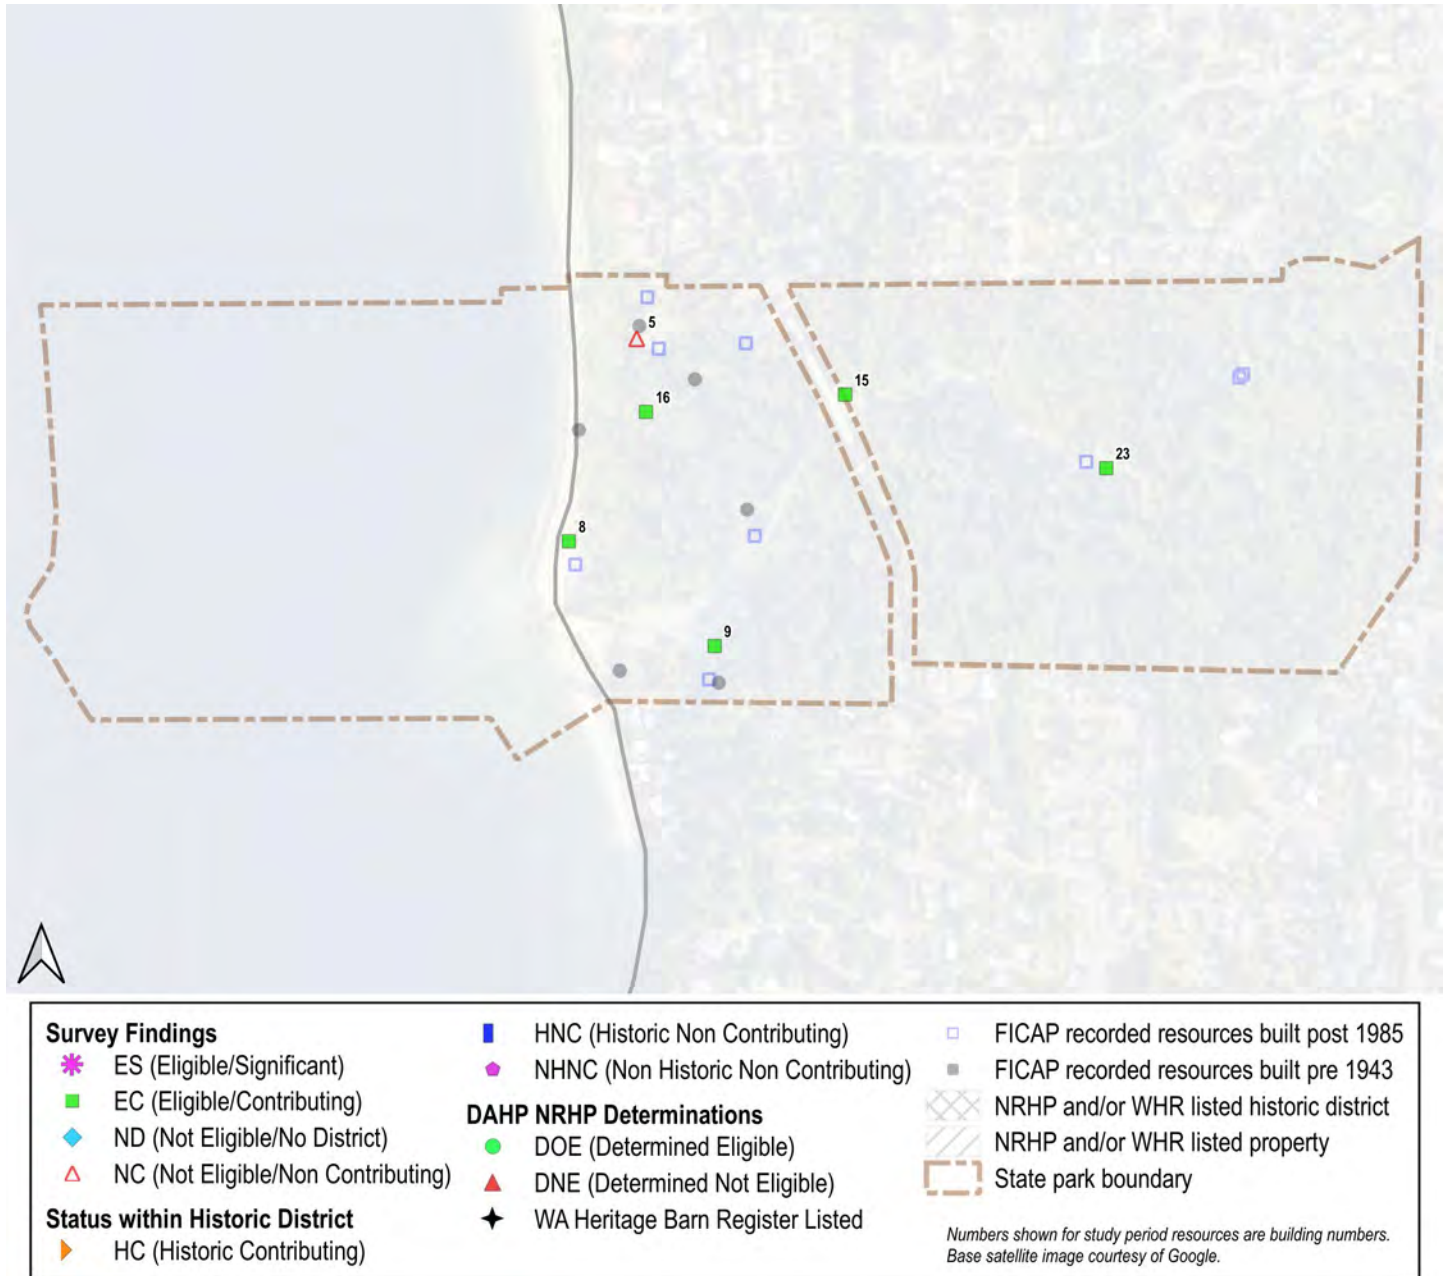 5
15
16
23
8
9
Survey Findings
ES (Eligible/Significant)
EC (Eligible/Contributing)
ND (Not Eligible/No District)
NC (Not Eligible/Non Contributing)
Status within Historic District
HC (Historic Contributing)
HNC (Historic Non Contributing)
NHNC (Non Historic Non Contributing)
DAHP NRHP Determinations
DOE (Determined Eligible)
DNE (Determined Not Eligible)
WA Heritage Barn Register Listed
FICAP recorded resources built post 1985
FICAP recorded resources built pre 1943
NRHP and/or WHR listed historic district
NRHP and/or WHR listed property
State park boundary
Numbers shown for study period resources are building numbers.
Base satellite image courtesy of Google.